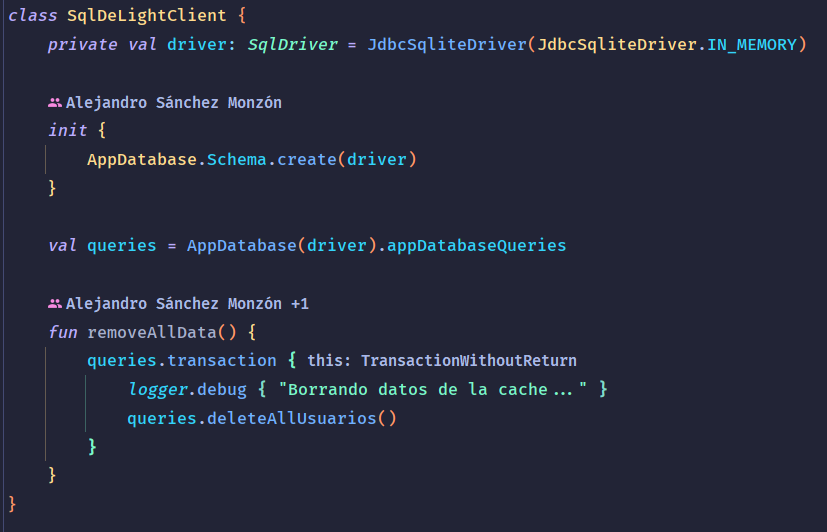 class SqlDeLightClient {
    private val driver: SqlDriver = JdbcSqliteDriver(JdbcSqliteDriver.IN_MEMORY)
    Alejandro Sánchez Monzón
    init {
        AppDatabase.Schema.create(driver)
    }
    val queries = AppDatabase(driver).appDatabaseQueries
    Alejandro Sánchez Monzón +1
    fun removeAllData() {
        queries.transaction { this: TransactionWithoutReturn
            logger.debug { "Borrando datos de la cache..." }
            queries.deleteAllUsuarios()
        }
    }
}